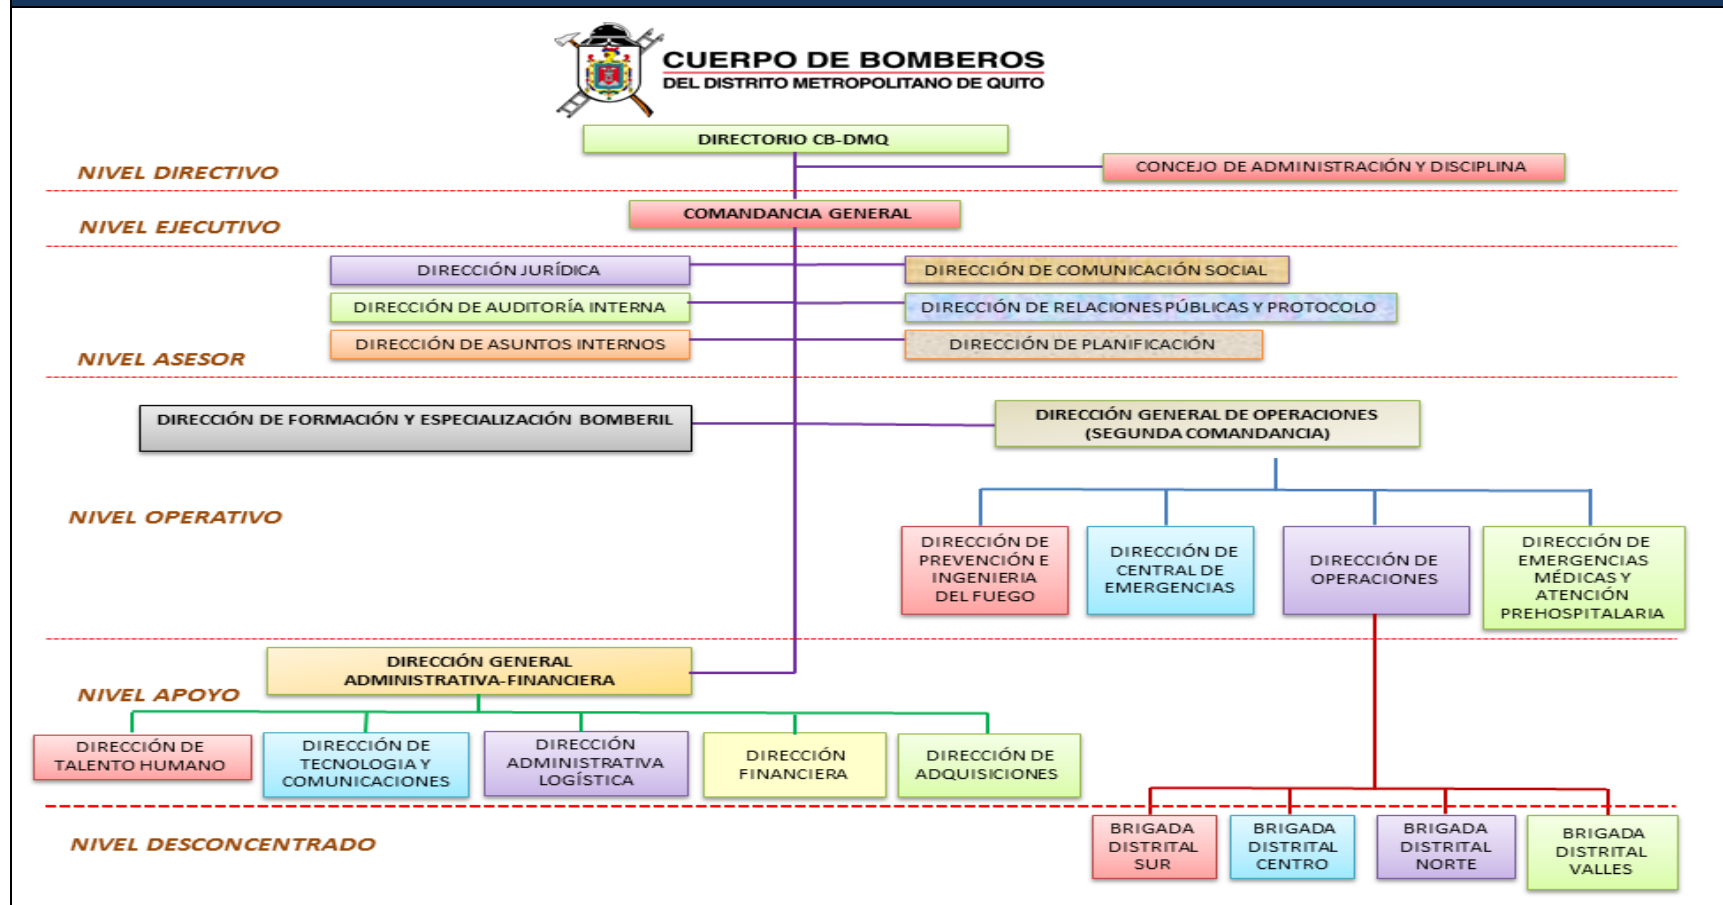 CUERPO DE BOMBEROS
DEL DISTRITO METROPOLITANO DE QUITO
DIRECTORIO CB-DMQ
NIVEL DIRECTIVO
CONCEJO DE ADMINISTRACIÓN Y DISCIPLINA
COMANDANCIA GENERAL
NIVEL EJECUTIVO
DIRECCIÓN JURÍDICA
DIRECCIÓN DE COMUNICACIÓN SOCIAL
DIRECCIÓN DE AUDITORÍA INTERNA
DIRECCIÓN DE RELACIONES PÚBLICAS Y PROTOCOLO
DIRECCIÓN DE ASUNTOS INTERNOS
DIRECCIÓN DE PLANIFICACIÓN
NIVEL ASESOR
DIRECCIÓN DE FORMACIÓN Y ESPECIALIZACIÓN BOMBERIL
DIRECCIÓN GENERAL DE OPERACIONES
(SEGUNDA COMANDANCIA)
NIVEL OPERATIVO
DIRECCIÓN DE
PREVENCIÓN E
INGENIERIA
DEL FUEGO
DIRECCIÓN DE
CENTRAL DE
EMERGENCIAS
DIRECCIÓN DE
OPERACIONES
DIRECCIÓN DE
EMERGENCIAS
MÉDICAS Y
ATENCIÓN
PREHOSPITALARIA
DIRECCIÓN GENERAL
ADMINISTRATIVA-FINANCIERA
NIVEL APOYO
DIRECCIÓN DE
TALENTO HUMANO
DIRECCIÓN DE
TECNOLOGIA Y
COMUNICACIONES
DIRECCIÓN
ADMINISTRATIVA
LOGÍSTICA
DIRECCIÓN
FINANCIERA
DIRECCIÓN DE
ADQUISICIONES
NIVEL DESCONCENTRADO
BRIGADA
DISTRITAL
SUR
BRIGADA
DISTRITAL
CENTRO
BRIGADA
DISTRITAL
NORTE
BRIGADA
DISTRITAL
VALLES